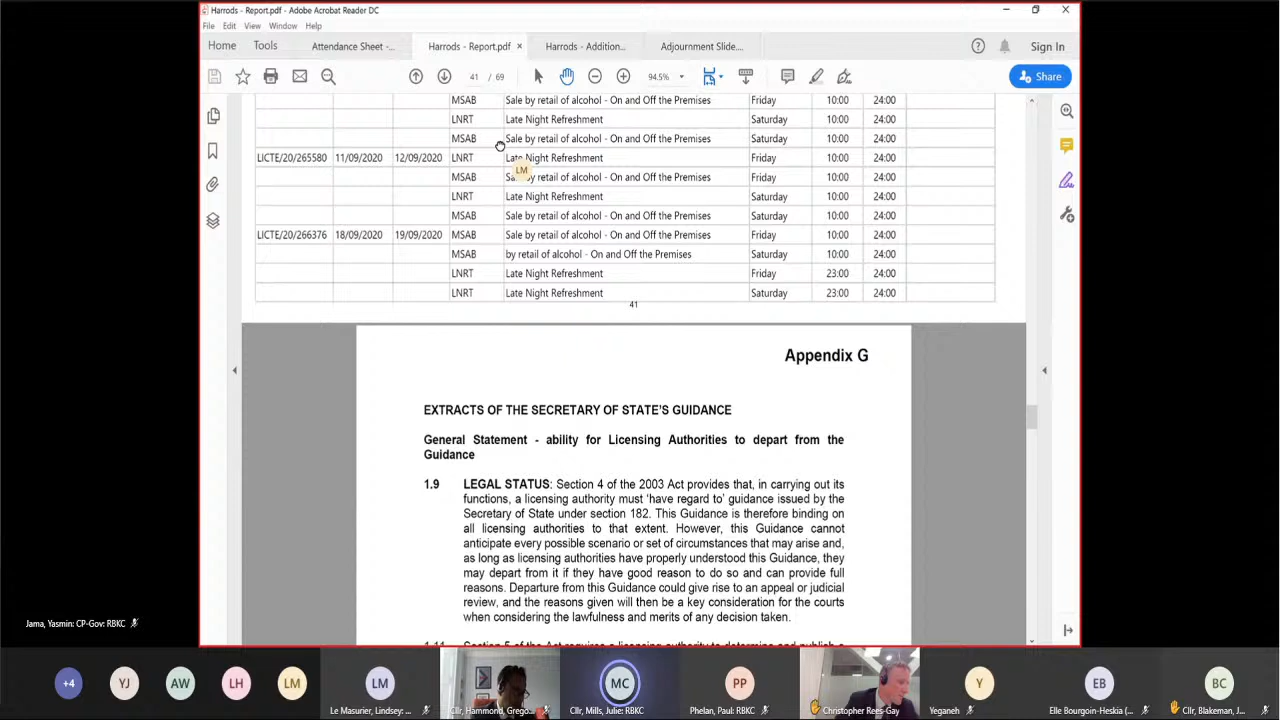 Harrods - Report.pdf - Adobe Acrobat Reader DC
File Edit View Window Help
Home Tools Attendance Sheet -... Harrods - Report.pdf × Harrods - Addition... Adjournment Slide.... Sign In
41 / 69 94.5% Share
MSAB Sale by retail of alcohol - On and Off the Premises Friday 10:00 24:00
LNRT Late Night Refreshment Saturday 10:00 24:00
MSAB Sale by retail of alcohol - On and Off the Premises Saturday 10:00 24:00
LICTE/20/265580 11/09/2020 12/09/2020 LNRT Late Night Refreshment Friday 10:00 24:00
LM
MSAB Sale by retail of alcohol - On and Off the Premises Friday 10:00 24:00
LNRT Late Night Refreshment Saturday 10:00 24:00
MSAB Sale by retail of alcohol - On and Off the Premises Saturday 10:00 24:00
LICTE/20/266376 18/09/2020 19/09/2020 MSAB Sale by retail of alcohol - On and Off the Premises Friday 10:00 24:00
MSAB by retail of alcohol - On and Off the Premises Saturday 10:00 24:00
LNRT Late Night Refreshment Friday 23:00 24:00
LNRT Late Night Refreshment Saturday 23:00 24:00
41
Appendix G
EXTRACTS OF THE SECRETARY OF STATE'S GUIDANCE
General Statement - ability for Licensing Authorities to depart from the
Guidance
1.9 LEGAL STATUS: Section 4 of the 2003 Act provides that, in carrying out its
functions, a licensing authority must 'have regard to' guidance issued by the
Secretary of State under section 182. This Guidance is therefore binding on
all licensing authorities to that extent. However, this Guidance cannot
anticipate every possible scenario or set of circumstances that may arise and,
as long as licensing authorities have properly understood this Guidance, they
may depart from it if they have good reason to do so and can provide full
reasons. Departure from this Guidance could give rise to an appeal or judicial
review, and the reasons given will then be a key consideration for the courts
when considering the lawfulness and merits of any decision taken.
Jama, Yasmin: CP-Gov: RBKC
+4 YJ AW LH LM LM MC PP Y EB BC
Le Masurier, Lindsey: ... Cllr, Hammond, Grego... Cllr, Mills, Julie: RBKC Phelan, Paul: RBKC Christopher Rees-Gay Yeganeh Elle Bourgoin-Heskia (... Cllr, Blakeman, J...